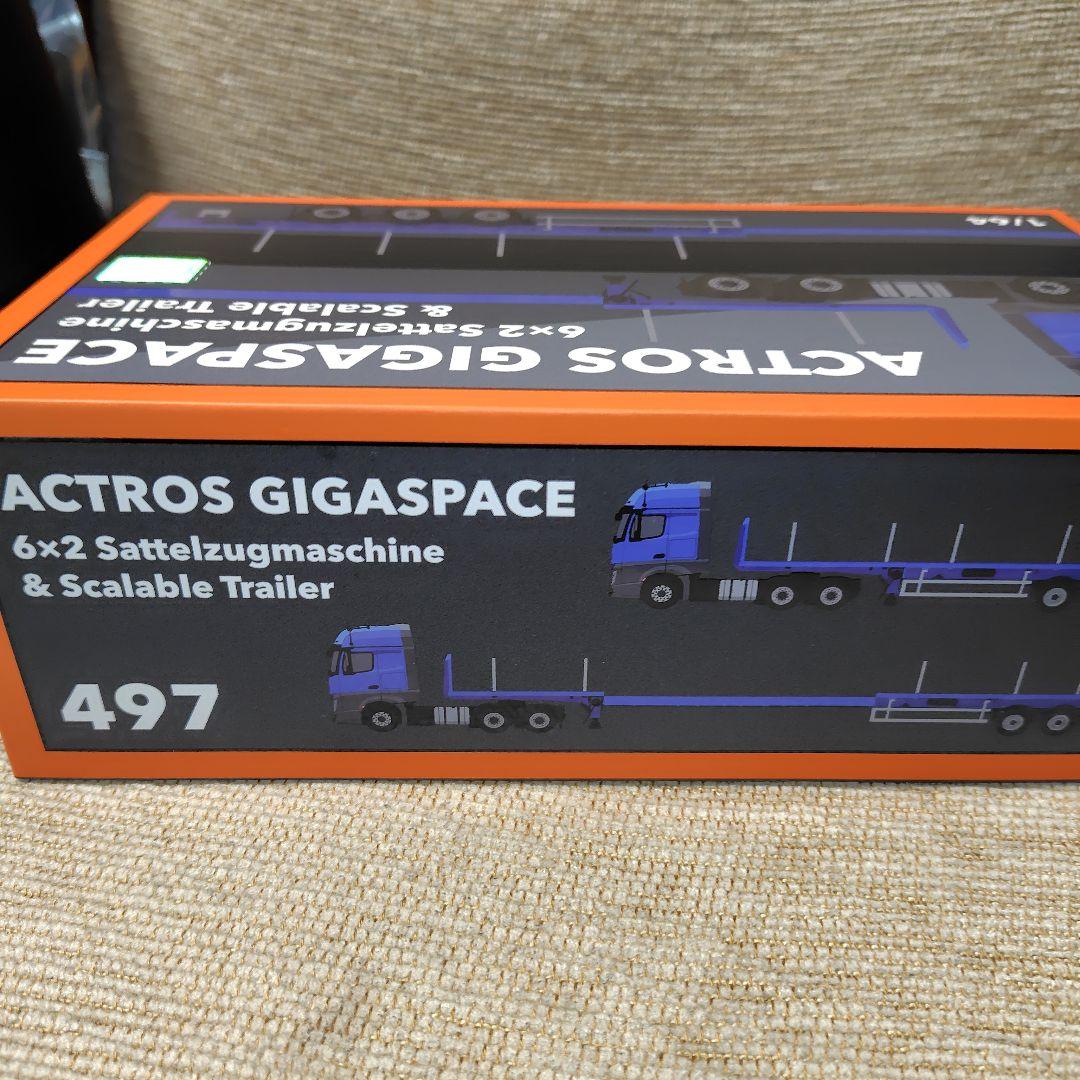 1/64
& Scalable Trailer
6×2 Sattelzugmaschine
ACTROS GIGASPACE
ACTROS GIGASPACE
6×2 Sattelzugmaschine
& Scalable Trailer
497